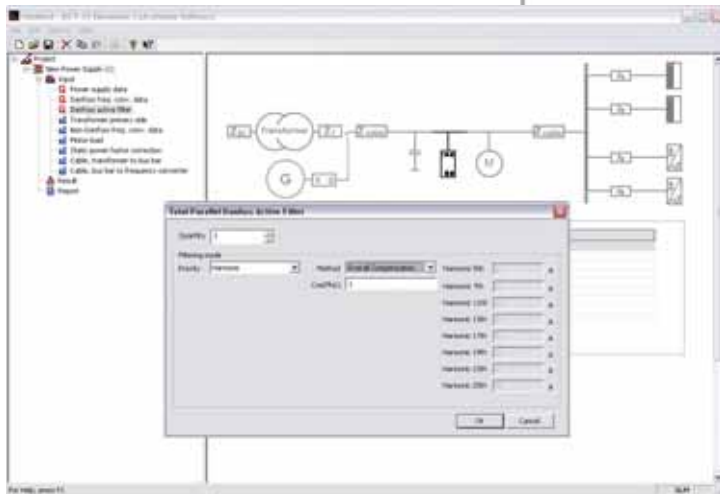 Project
New Power Supply (1)
Input
Power supply data
Danfoss freq. conv. data
Danfoss active filter
Transformer primary side
Non-Danfoss freq. conv. data
Motor load
Static power factor correction
Cable, transformer to bus bar
Cable, bus bar to frequency converter
Result
Report
Transformer
G
M
Total Parallel Danfoss Active Filter
Quantity 1
Filtering mode
Priority Harmonic
Method Overall Compensation
Cos(Phi) 1
Harmonic 5th A
Harmonic 7th A
Harmonic 11th A
Harmonic 13th A
Harmonic 17th A
Harmonic 19th A
Harmonic 23th A
Harmonic 25th A
OK
Cancel
For Help, press F1
NUM